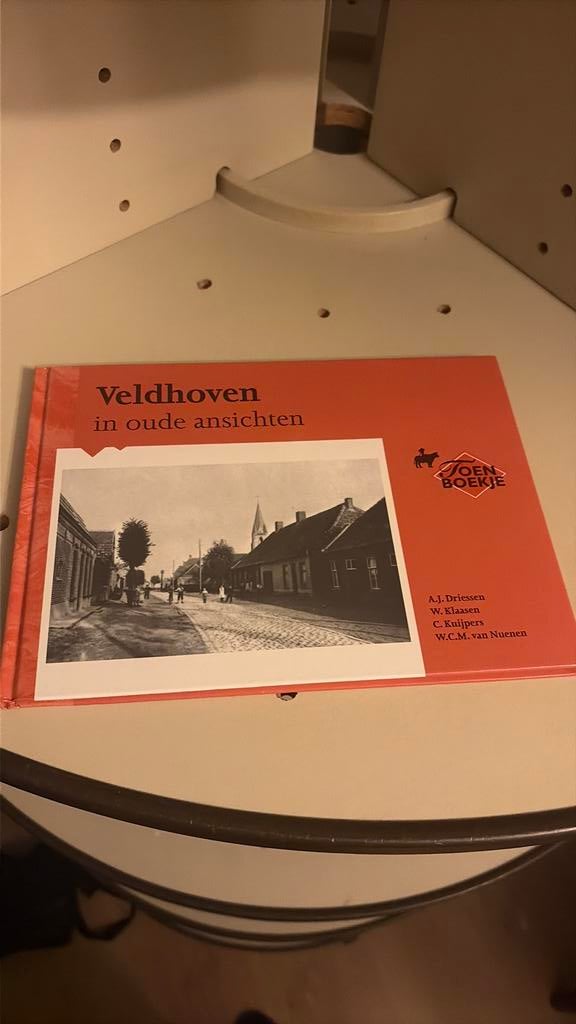 Veldhoven
in oude ansichten
TOEN
BOEKJE
A.J. Driessen
W. Klaasen
C. Kuijpers
W.C.M. van Nuenen